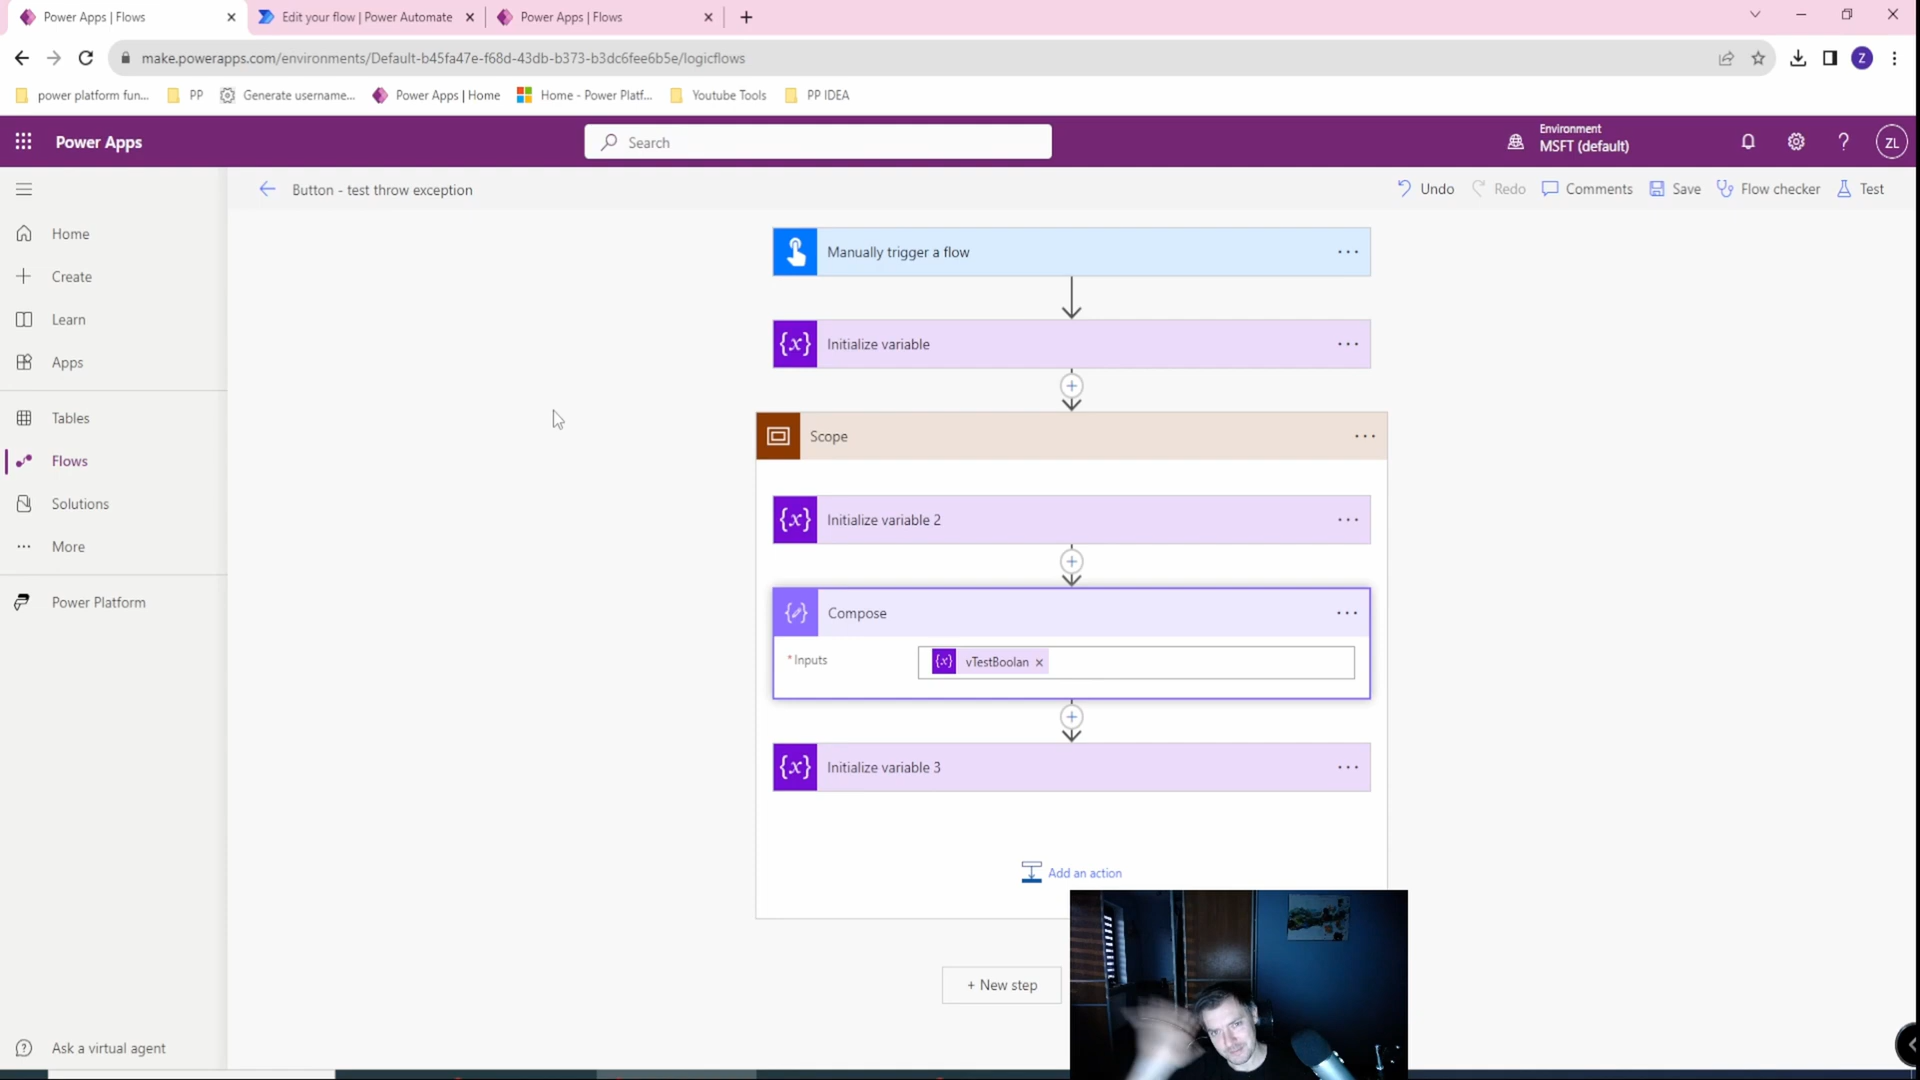 Power Apps | Flows
Edit your flow | Power Automate
Power Apps | Flows
make.powerapps.com/environments/Default-b45fa47e-f68d-43db-b373-b3dc6fee6b5e/logicflows
Z
power platform fun...
PP
Generate username...
Power Apps | Home
Home - Power Platf...
Youtube Tools
PP IDEA
Power Apps
Search
Environment
MSFT (default)
ZL
Button - test throw exception
Undo
Redo
Comments
Save
Flow checker
Test
Home
Create
Learn
Apps
Tables
Flows
Solutions
More
Power Platform
Ask a virtual agent
Manually trigger a flow
{x} Initialize variable
Scope
{x} Initialize variable 2
Compose
*Inputs
{x} vTestBoolan
{x} Initialize variable 3
Add an action
+ New step